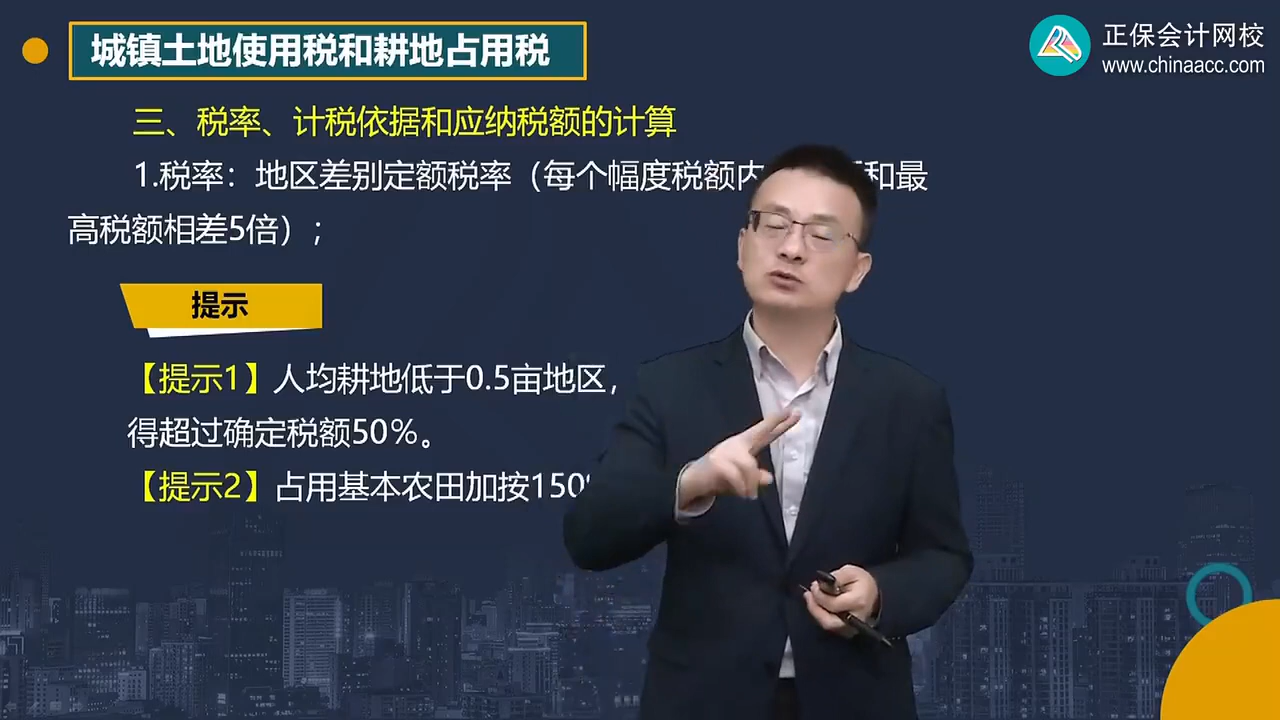 城镇土地使用税和耕地占用税
正保会计网校
www.chinaacc.com
三、税率、计税依据和应纳税额的计算
1.税率：地区差别定额税率（每个幅度税额内 和最
高税额相差5倍）；
提示
【提示1】人均耕地低于0.5亩地区，
得超过确定税额50%。
【提示2】占用基本农田加按150%